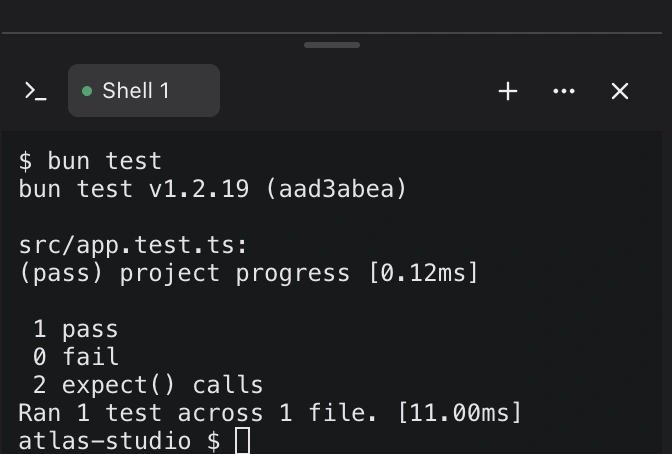 Shell 1
$ bun test
bun test v1.2.19 (aad3abea)
src/app.test.ts:
(pass) project progress [0.12ms]
1 pass
0 fail
2 expect() calls
Ran 1 test across 1 file. [11.00ms]
atlas-studio $